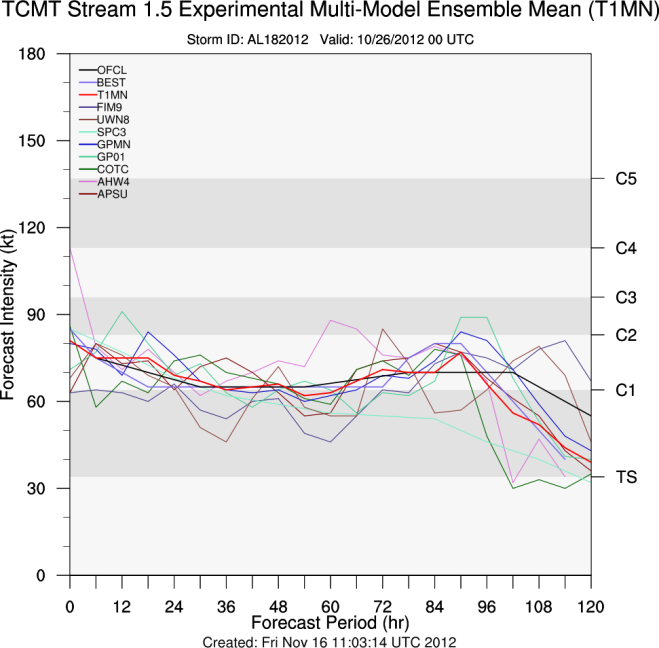 TCMT Stream 1.5 Experimental Multi-Model Ensemble Mean (T1MN)
Storm ID: AL182012   Valid: 10/26/2012 00 UTC
OFCL
BEST
T1MN
FIM9
UWN8
SPC3
GPMN
GP01
COTC
AHW4
APSU
Forecast Intensity (kt)
180
150
120
90
60
30
0
C5
C4
C3
C2
C1
TS
0 12 24 36 48 60 72 84 96 108 120
Forecast Period (hr)
Created: Fri Nov 16 11:03:14 UTC 2012